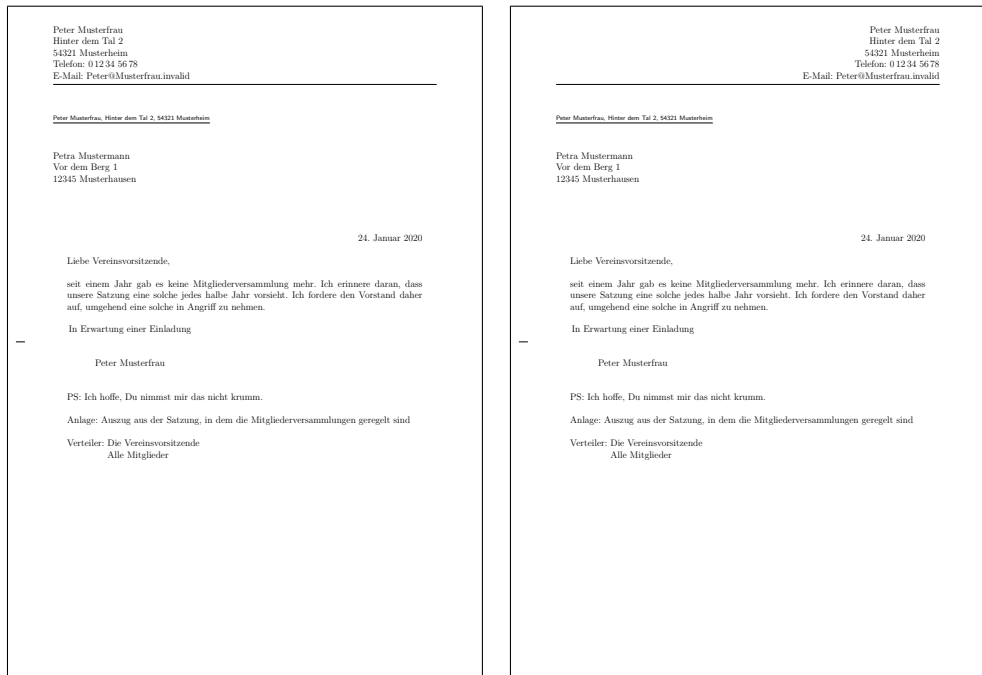 Peter Musterfrau
Hinter dem Tal 2
54321 Musterheim
Telefon: 0 12 34 56 78
E-Mail: Peter@Musterfrau.invalid
Peter Musterfrau, Hinter dem Tal 2, 54321 Musterheim
Petra Mustermann
Vor dem Berg 1
12345 Musterhausen
24. Januar 2020
Liebe Vereinsvorsitzende,
seit einem Jahr gab es keine Mitgliederversammlung mehr. Ich erinnere daran, dass
unsere Satzung eine solche jedes halbe Jahr vorsieht. Ich fordere den Vorstand daher
auf, umgehend eine solche in Angriff zu nehmen.
In Erwartung einer Einladung
Peter Musterfrau
PS: Ich hoffe, Du nimmst mir das nicht krumm.
Anlage: Auszug aus der Satzung, in dem die Mitgliederversammlungen geregelt sind
Verteiler: Die Vereinsvorsitzende
Alle Mitglieder
Peter Musterfrau
Hinter dem Tal 2
54321 Musterheim
Telefon: 0 12 34 56 78
E-Mail: Peter@Musterfrau.invalid
Peter Musterfrau, Hinter dem Tal 2, 54321 Musterheim
Petra Mustermann
Vor dem Berg 1
12345 Musterhausen
24. Januar 2020
Liebe Vereinsvorsitzende,
seit einem Jahr gab es keine Mitgliederversammlung mehr. Ich erinnere daran, dass
unsere Satzung eine solche jedes halbe Jahr vorsieht. Ich fordere den Vorstand daher
auf, umgehend eine solche in Angriff zu nehmen.
In Erwartung einer Einladung
Peter Musterfrau
PS: Ich hoffe, Du nimmst mir das nicht krumm.
Anlage: Auszug aus der Satzung, in dem die Mitgliederversammlungen geregelt sind
Verteiler: Die Vereinsvorsitzende
Alle Mitglieder